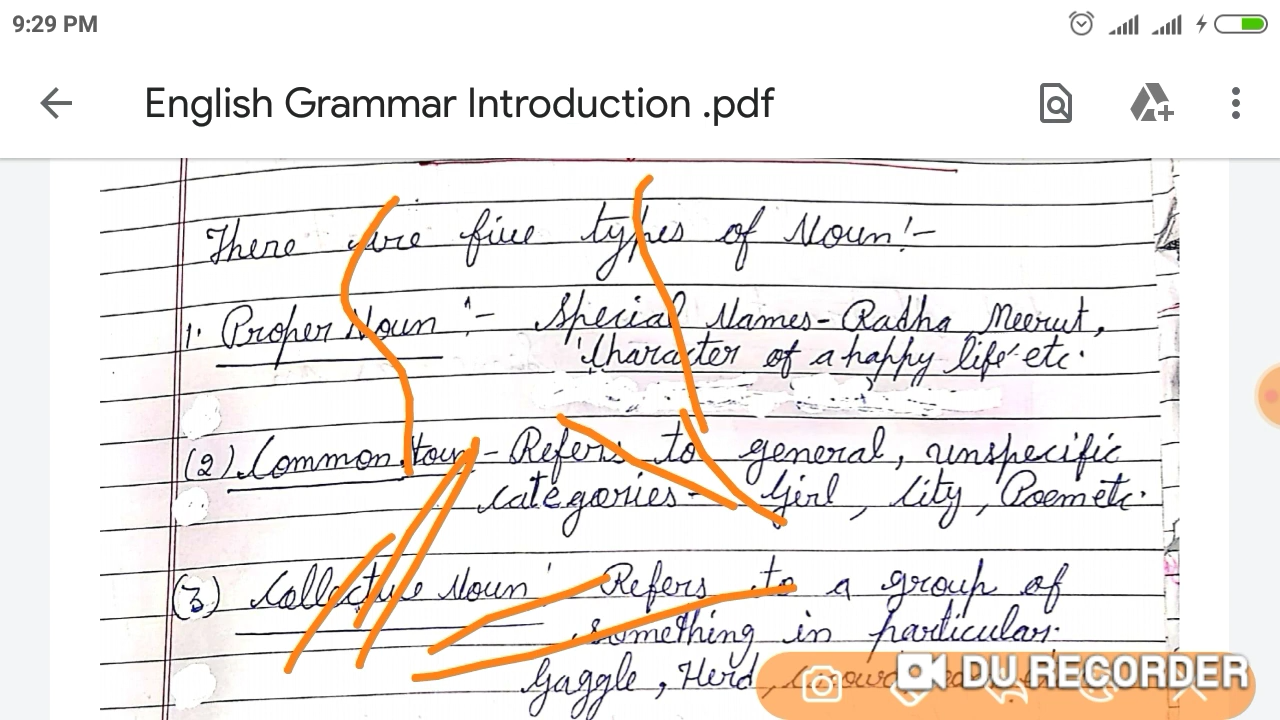 9:29 PM
English Grammar Introduction .pdf
There are five types of Noun:-
1. Proper Noun :- Special Names- Radha Meerut,
'Character of a happy life' etc.
(2) Common Noun - Refers to general, unspecific
categories - Girl, City, Poem etc.
(3) Collective Noun Refers to a group of
something in particular.
Gaggle, Herd, Crowd,
DU RECORDER